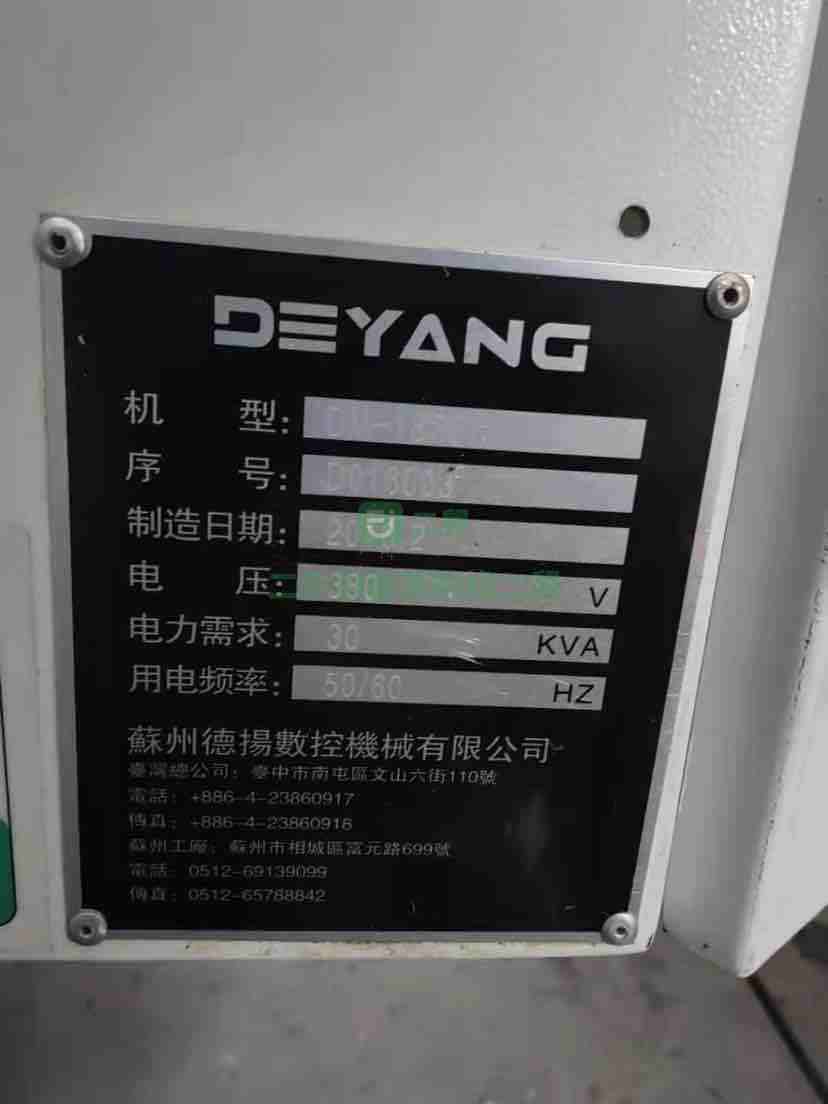 DEYANG
机 型:
序 号:
制造日期:
电 压: 380 V
电力需求: 30 KVA
用电频率: 50/60 HZ
蘇州德揚數控機械有限公司
臺灣總公司: 臺中市南屯區文山六街110號
電話: +886-4-23860917
傳真: +886-4-23860916
蘇州工廠: 蘇州市相城區富元路699號
電話: 0512-69139099
傳真: 0512-65788842